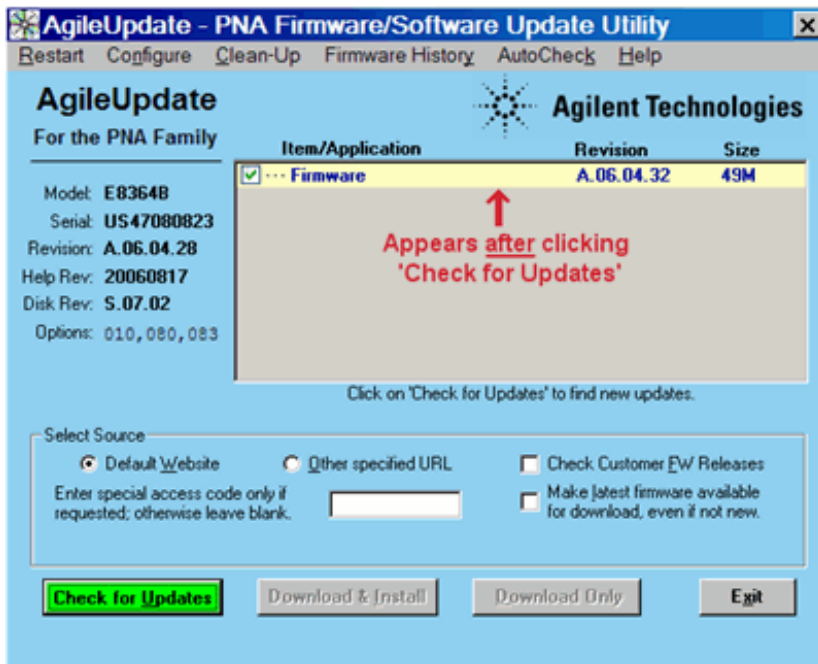 AgileUpdate - PNA Firmware/Software Update Utility
Restart Configure Clean-Up Firmware History AutoCheck Help
AgileUpdate
For the PNA Family
Agilent Technologies
Model: E8364B
Serial: US47080823
Revision: A.06.04.28
Help Rev: 20060817
Disk Rev: S.07.02
Options: 010,080,083
Item/Application Revision Size
Firmware A.06.04.32 49M
Appears after clicking
'Check for Updates'
Click on 'Check for Updates' to find new updates.
Select Source
Default Website Other specified URL Check Customer FW Releases
Enter special access code only if
requested; otherwise leave blank.
Make latest firmware available
for download, even if not new.
Check for Updates Download & Install Download Only Exit